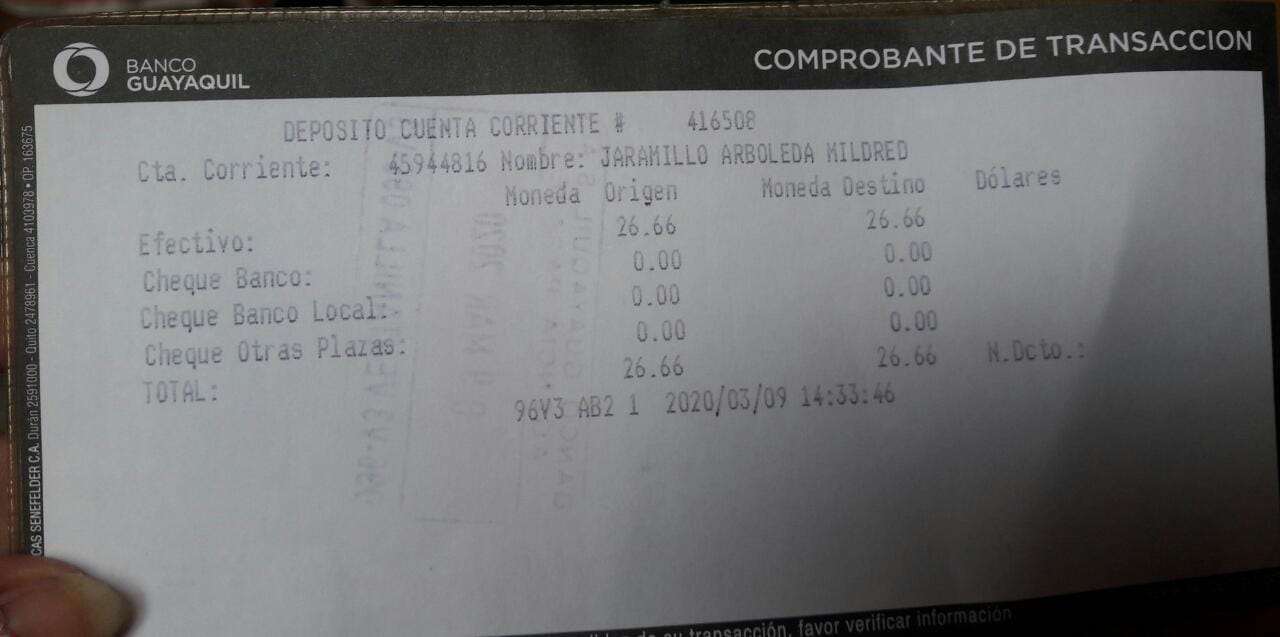 BANCO
GUAYAQUIL
COMPROBANTE DE TRANSACCION
DEPOSITO CUENTA CORRIENTE # 416508
Cta. Corriente: 45944816 Nombre: JARAMILLO ARBOLEDA MILDRED
Moneda Origen Moneda Destino Dólares
Efectivo: 26.66 26.66
Cheque Banco: 0.00 0.00
Cheque Banco Local: 0.00 0.00
Cheque Otras Plazas: 0.00 0.00
TOTAL: 26.66 26.66 N.Dcto.:
96V3 AB2 1 2020/03/09 14:33:46
CAS SENEFELDER C.A. Durán 2591000 - Quito 2478961 - Cuenca 4103978 • OP. 163675
de su transacción, favor verificar información